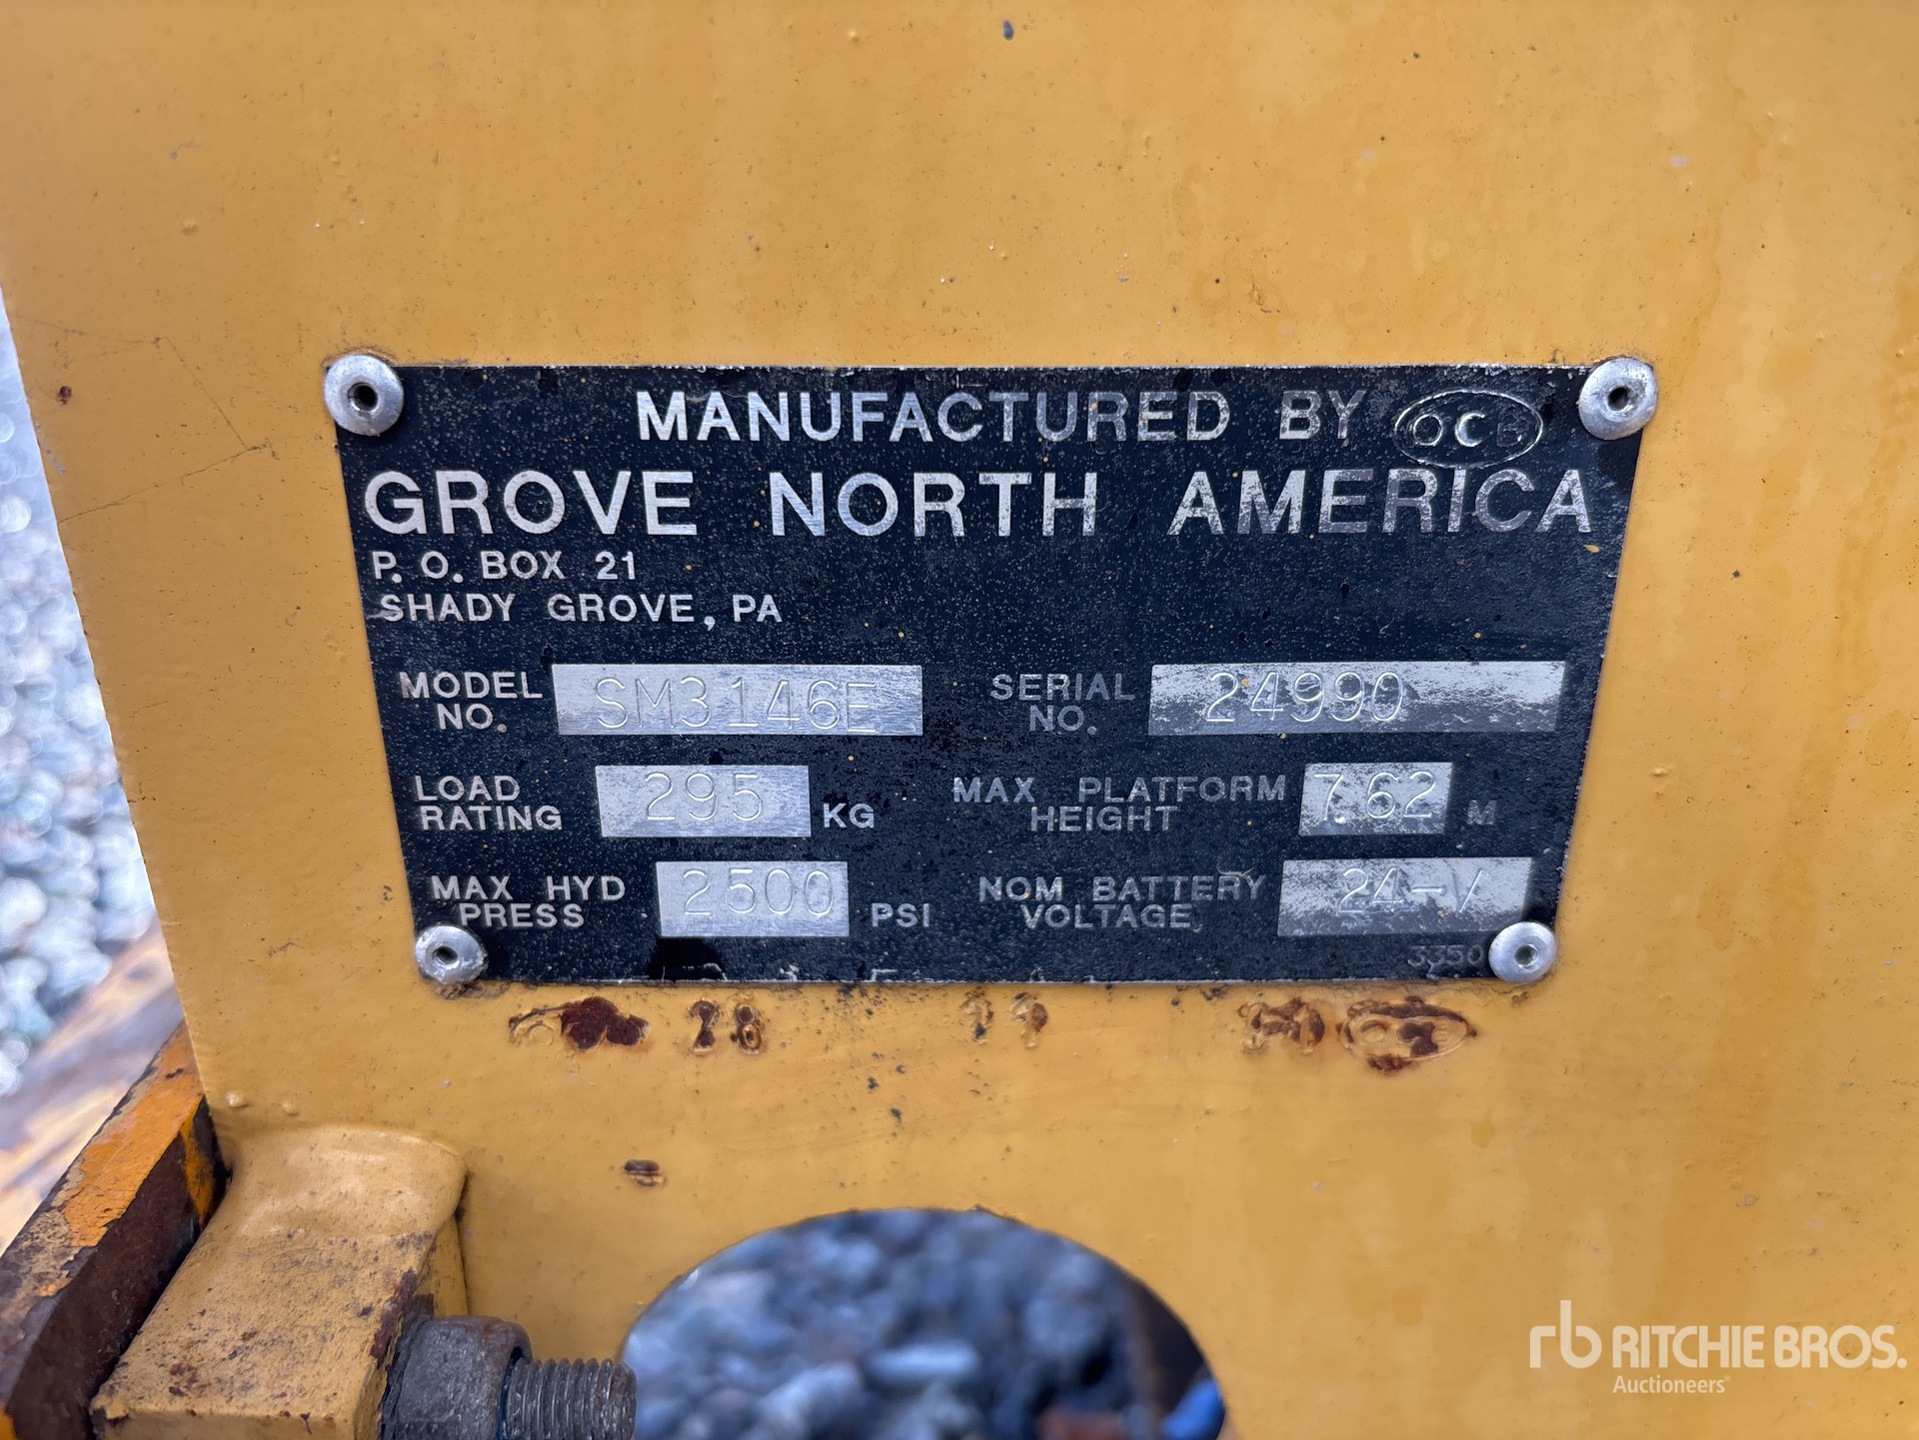 MANUFACTURED BY OCE
GROVE NORTH AMERICA
P. O. BOX 21
SHADY GROVE, PA
MODEL NO. SM3146E
SERIAL NO. 24990
LOAD RATING 295 KG
MAX PLATFORM HEIGHT 7.62 M
MAX HYD PRESS 2500 PSI
NOM BATTERY VOLTAGE 24-V
3350
rb RITCHIE BROS.
Auctioneers